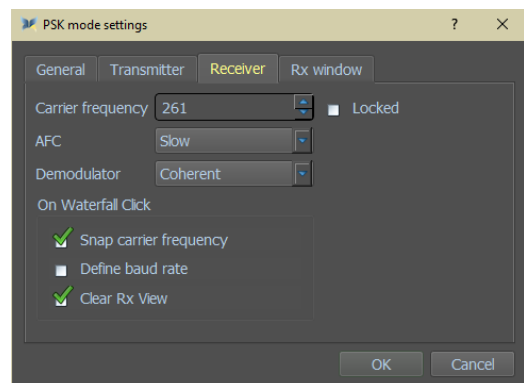 PSK mode settings ? ×
General Transmitter Receiver Rx window
Carrier frequency 261 Locked
AFC Slow
Demodulator Coherent
On Waterfall Click
Snap carrier frequency
Define baud rate
Clear Rx View
OK Cancel